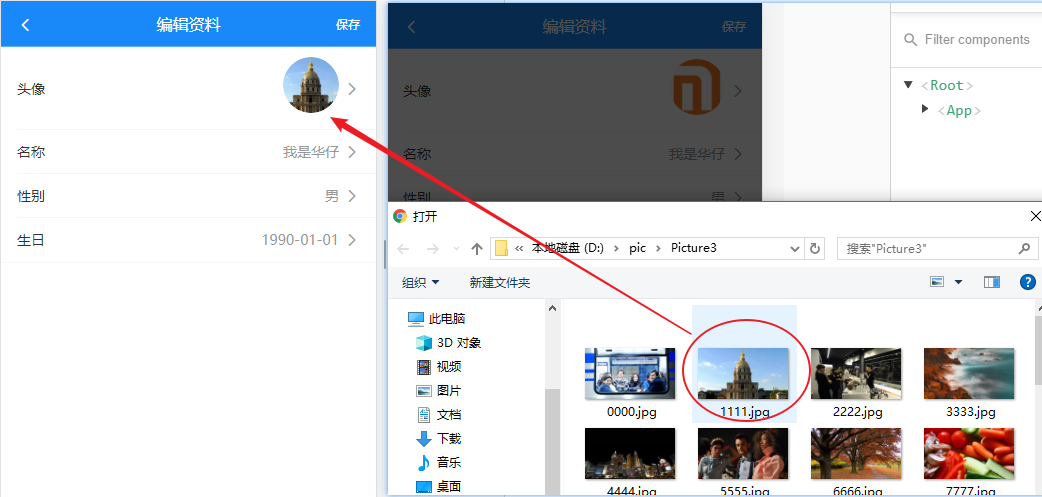 编辑资料 保存
头像
名称 我是华仔
性别 男
生日 1990-01-01
编辑资料 保存
头像
名称 我是华仔
性别 男
Filter components
<Root>
<App>
打开
« 本地磁盘 (D:) › pic › Picture3
搜索"Picture3"
组织 新建文件夹
此电脑
3D 对象
视频
图片
文档
下载
音乐
桌面
0000.jpg 1111.jpg 2222.jpg 3333.jpg
4444.jpg 5555.jpg 6666.jpg 7777.jpg